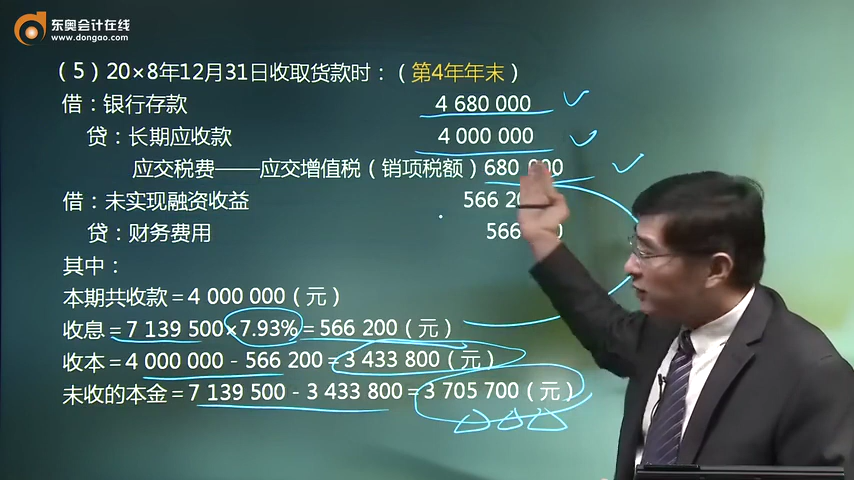 东奥会计在线
www.dongao.com
（5）20×8年12月31日收取货款时：（第4年年末）
借：银行存款 4 680 000
贷：长期应收款 4 000 000
应交税费——应交增值税（销项税额）680 000
借：未实现融资收益 566 20
贷：财务费用 566
其中：
本期共收款＝4 000 000（元）
收息＝7 139 500×7.93%＝566 200（元）
收本＝4 000 000－566 200＝3 433 800（元）
未收的本金＝7 139 500－3 433 800＝3 705 700（元）